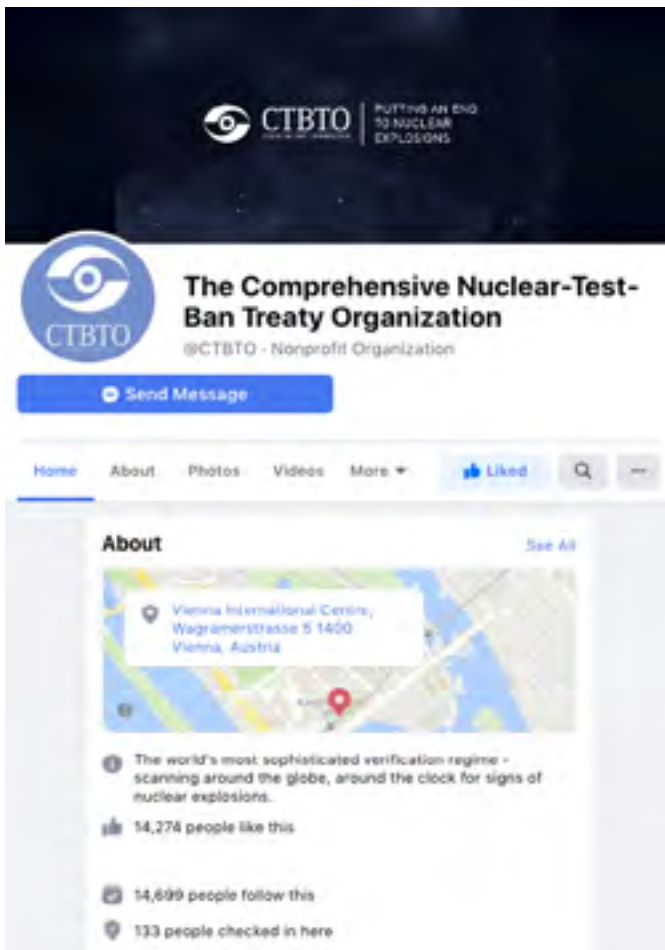 CTBTO
PUTTING AN END
TO NUCLEAR
EXPLOSIONS
CTBTO
The Comprehensive Nuclear-Test-
Ban Treaty Organization
@CTBTO - Nonprofit Organization
Send Message
Home About Photos Videos More Liked
About See All
Vienna International Centre,
Wagramerstrasse 5 1400
Vienna, Austria
The world's most sophisticated verification regime -
scanning around the globe, around the clock for signs of
nuclear explosions.
14,274 people like this
14,699 people follow this
133 people checked in here